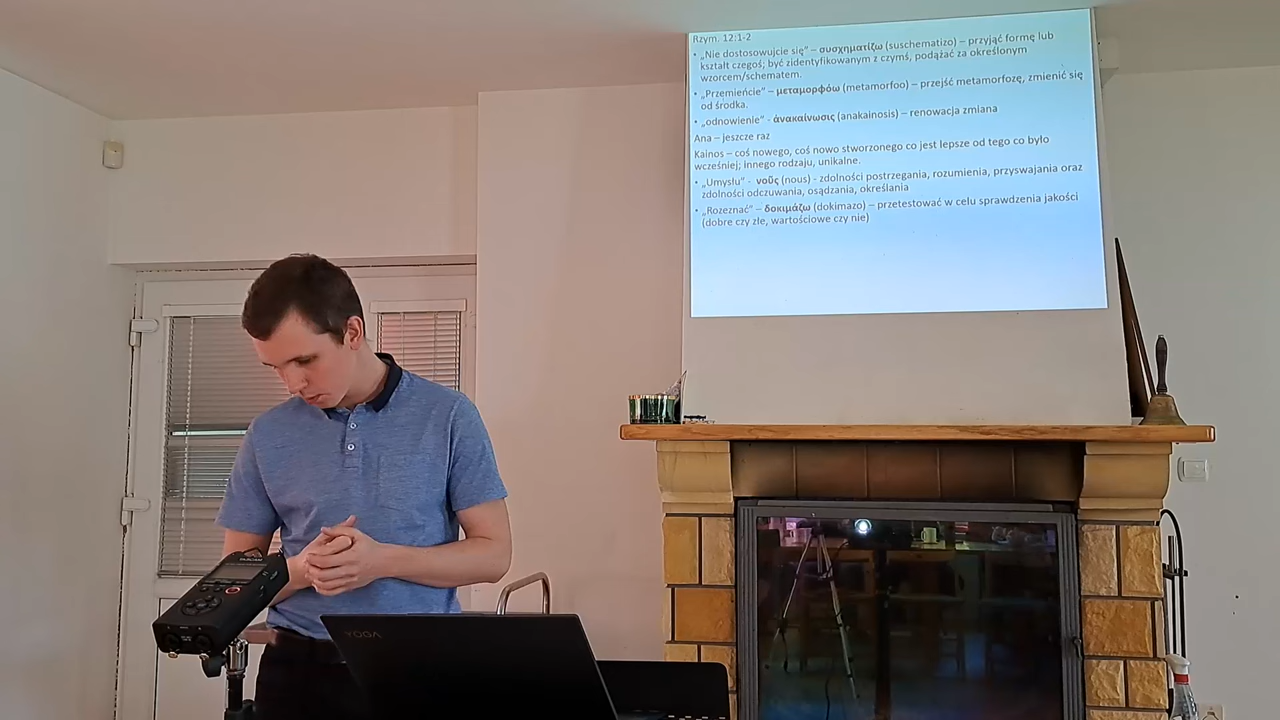 Rzym. 12:1-2
• „Nie dostosowujcie się” – συσχηματίζω (suschematizo) – przyjąć formę lub
kształt czegoś; być zidentyfikowanym z czymś, podążać za określonym
wzorcem/schematem.
• „Przemieńcie” – μεταμορφόω (metamorfoo) – przejść metamorfozę, zmienić się
od środka.
• „odnowienie” - ἀνακαίνωσις (anakainosis) – renowacja zmiana
Ana – jeszcze raz
Kainos – coś nowego, coś nowo stworzonego co jest lepsze od tego co było
wcześniej; innego rodzaju, unikalne.
• „Umysłu” - νοῦς (nous) - zdolności postrzegania, rozumienia, przyswajania oraz
zdolności odczuwania, osądzania, określania
• „Rozeznać” – δοκιμάζω (dokimazo) – przetestować w celu sprawdzenia jakości
(dobre czy złe, wartościowe czy nie)
TASCAM
YOGA